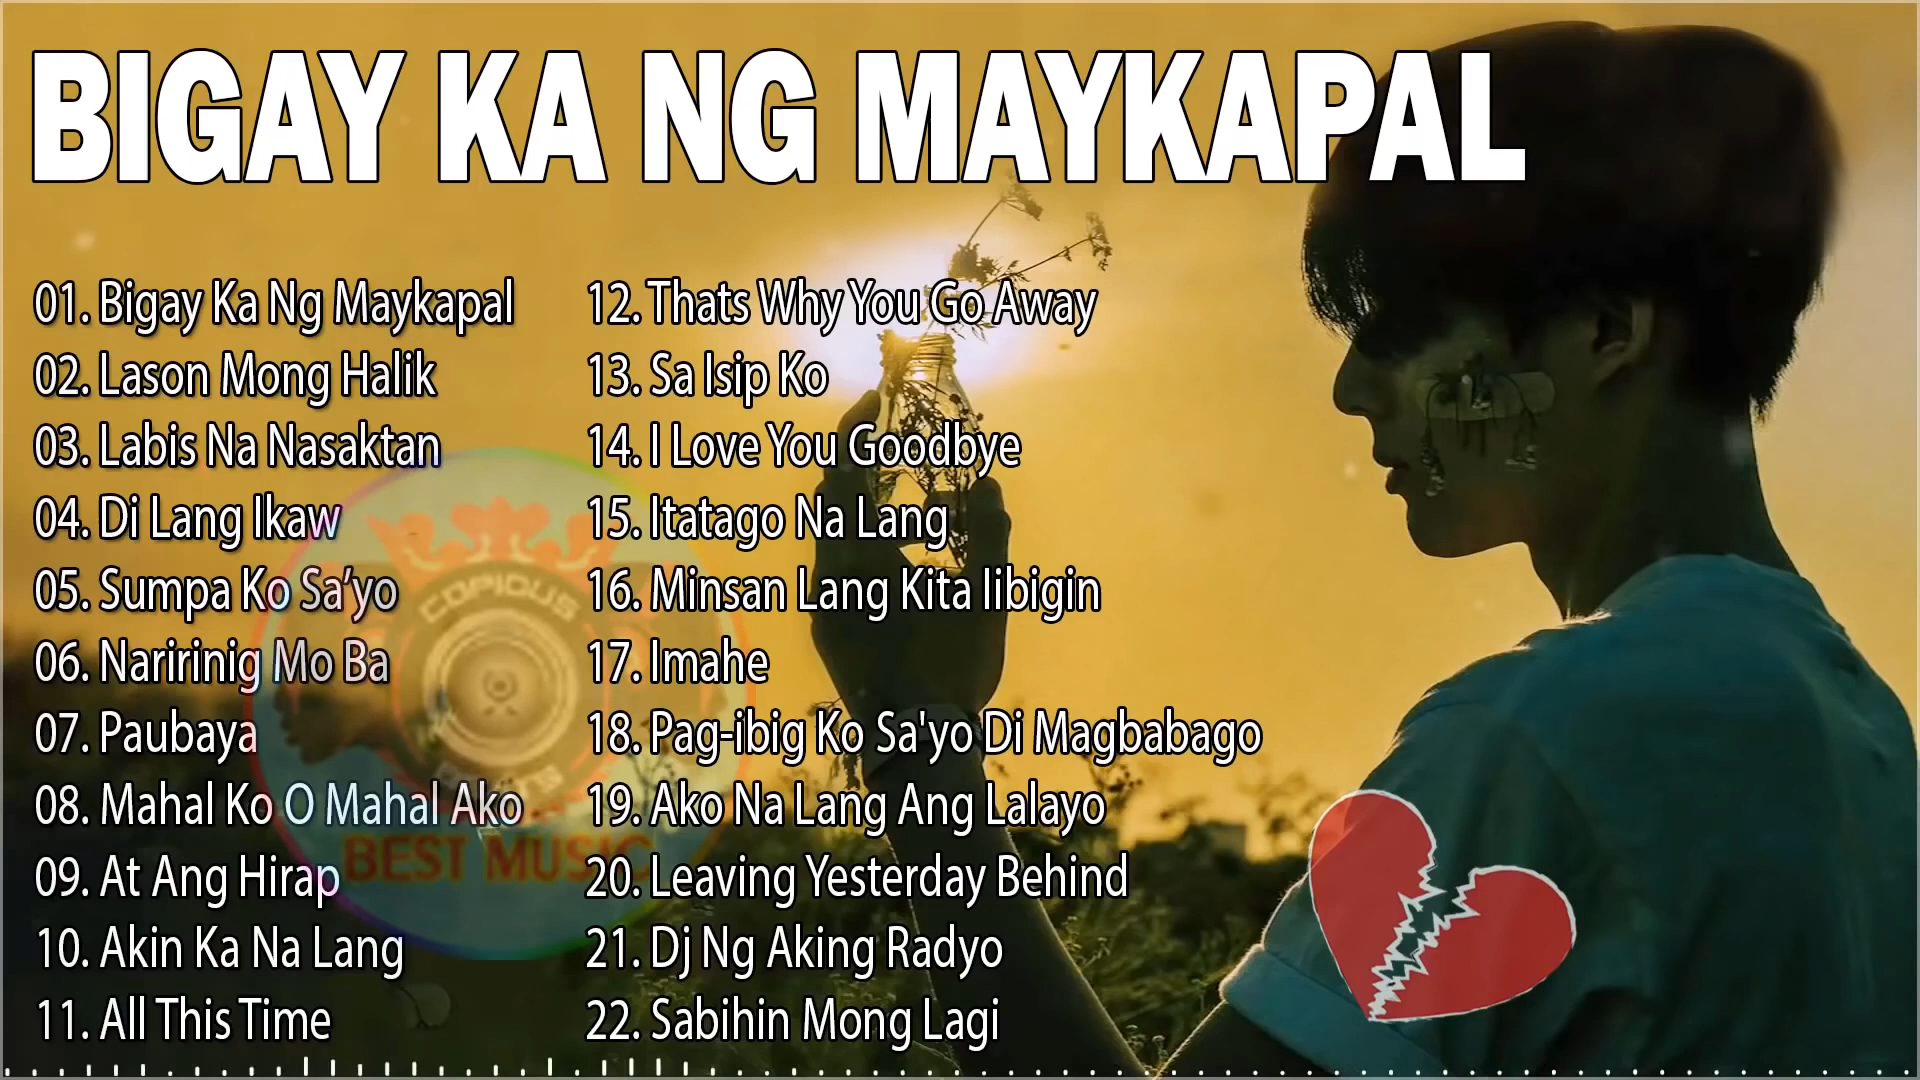 BIGAY KA NG MAYKAPAL
01. Bigay Ka Ng Maykapal
02. Lason Mong Halik
03. Labis Na Nasaktan
04. Di Lang Ikaw
05. Sumpa Ko Sa’yo
06. Naririnig Mo Ba
07. Paubaya
08. Mahal Ko O Mahal Ako
09. At Ang Hirap
10. Akin Ka Na Lang
11. All This Time
12. Thats Why You Go Away
13. Sa Isip Ko
14. I Love You Goodbye
15. Itatago Na Lang
16. Minsan Lang Kita Iibigin
17. Imahe
18. Pag-ibig Ko Sa'yo Di Magbabago
19. Ako Na Lang Ang Lalayo
20. Leaving Yesterday Behind
21. Dj Ng Aking Radyo
22. Sabihin Mong Lagi
COPIDUS
BEST MUSIC